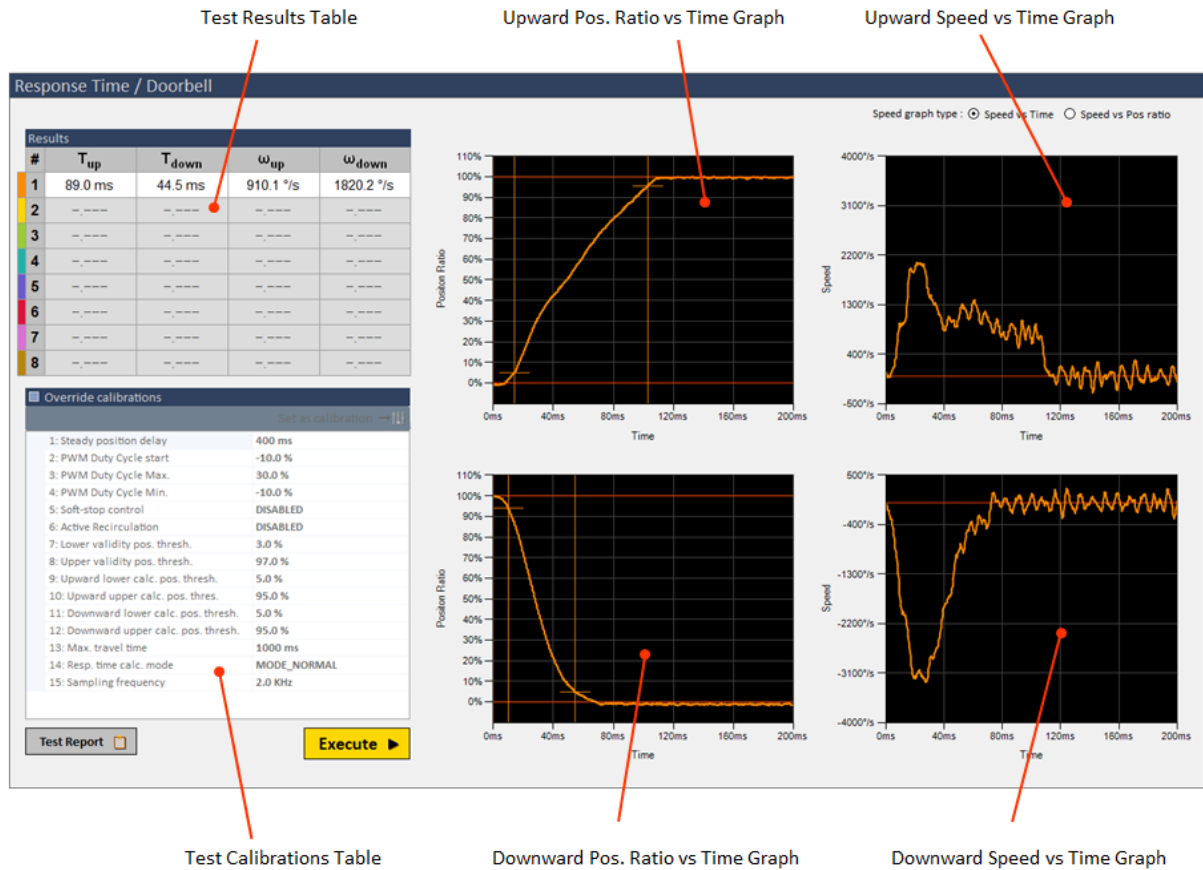 Test Results Table
Upward Pos. Ratio vs Time Graph
Upward Speed vs Time Graph
Response Time / Doorbell
Speed graph type : Speed vs Time Speed vs Pos ratio
Results
# Tup Tdown ωup ωdown
1 89.0 ms 44.5 ms 910.1 °/s 1820.2 °/s
2 -.--- -.--- -.--- -.---
3 -.--- -.--- -.--- -.---
4 -.--- -.--- -.--- -.---
5 -.--- -.--- -.--- -.---
6 -.--- -.--- -.--- -.---
7 -.--- -.--- -.--- -.---
8 -.--- -.--- -.--- -.---
Override calibrations
Set as calibration
1: Steady position delay 400 ms
2: PWM Duty Cycle start -10.0 %
3: PWM Duty Cycle Max. 30.0 %
4: PWM Duty Cycle Min. -10.0 %
5: Soft-stop control DISABLED
6: Active Recirculation DISABLED
7: Lower validity pos. thresh. 3.0 %
8: Upper validity pos. thresh. 97.0 %
9: Upward lower calc. pos. thresh. 5.0 %
10: Upward upper calc. pos. thres. 95.0 %
11: Downward lower calc. pos. thresh. 5.0 %
12: Downward upper calc. pos. thresh. 95.0 %
13: Max. travel time 1000 ms
14: Resp. time calc. mode MODE_NORMAL
15: Sampling frequency 2.0 KHz
Test Report
Execute
110%
100%
90%
80%
70%
60%
50%
40%
30%
20%
10%
0%
Positon Ratio
0ms 40ms 80ms 120ms 160ms 200ms
Time
4000°/s
3100°/s
2200°/s
1300°/s
400°/s
-500°/s
Speed
0ms 40ms 80ms 120ms 160ms 200ms
Time
110%
100%
90%
80%
70%
60%
50%
40%
30%
20%
10%
0%
Positon Ratio
0ms 40ms 80ms 120ms 160ms 200ms
Time
500°/s
-400°/s
-1300°/s
-2200°/s
-3100°/s
-4000°/s
Speed
0ms 40ms 80ms 120ms 160ms 200ms
Time
Test Calibrations Table
Downward Pos. Ratio vs Time Graph
Downward Speed vs Time Graph